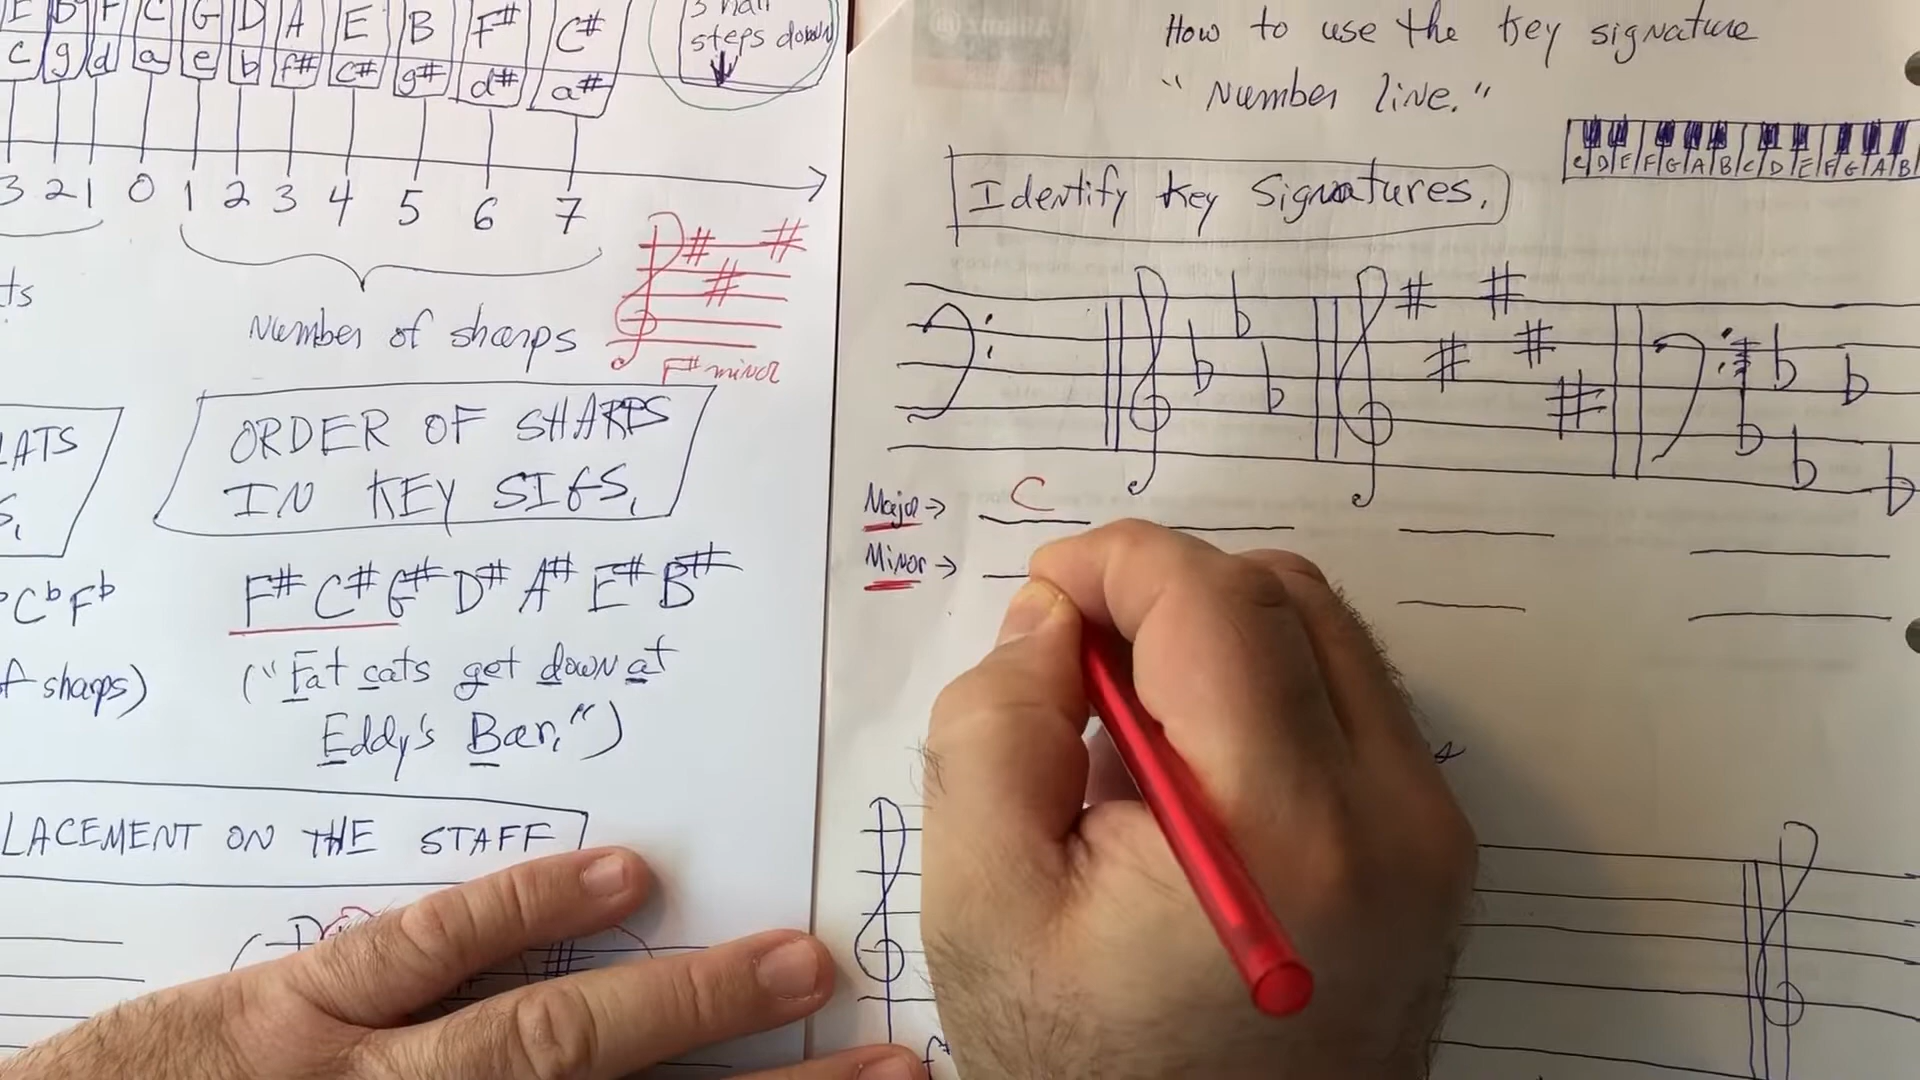 E B♭ F C G D A E B F# C#
c g d a e b f# c# g# d# a#
3 half
steps down
3 2 1 0 1 2 3 4 5 6 7
ts
Number of sharps
F# minor
LATS
S,
ORDER OF SHARPS
IN KEY SIGS,
C♭ F♭
F# C# G# D# A# E# B#
f sharps)
("Fat cats get down at
Eddy's Bar,")
LACEMENT ON THE STAFF
How to use the key signature
"Number line."
C D E F G A B C D E F G A B
Identify Key Signatures.
Major → C
Minor →
f#